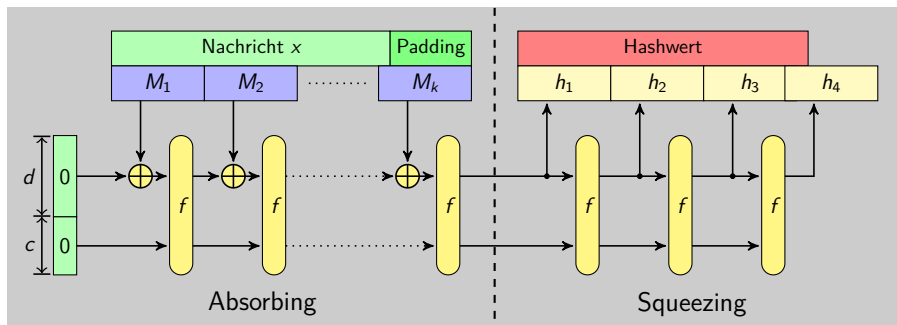 Nachricht x Padding Hashwert
M1 M2 Mk h1 h2 h3 h4
d 0 f f f f f f
c 0
Absorbing Squeezing